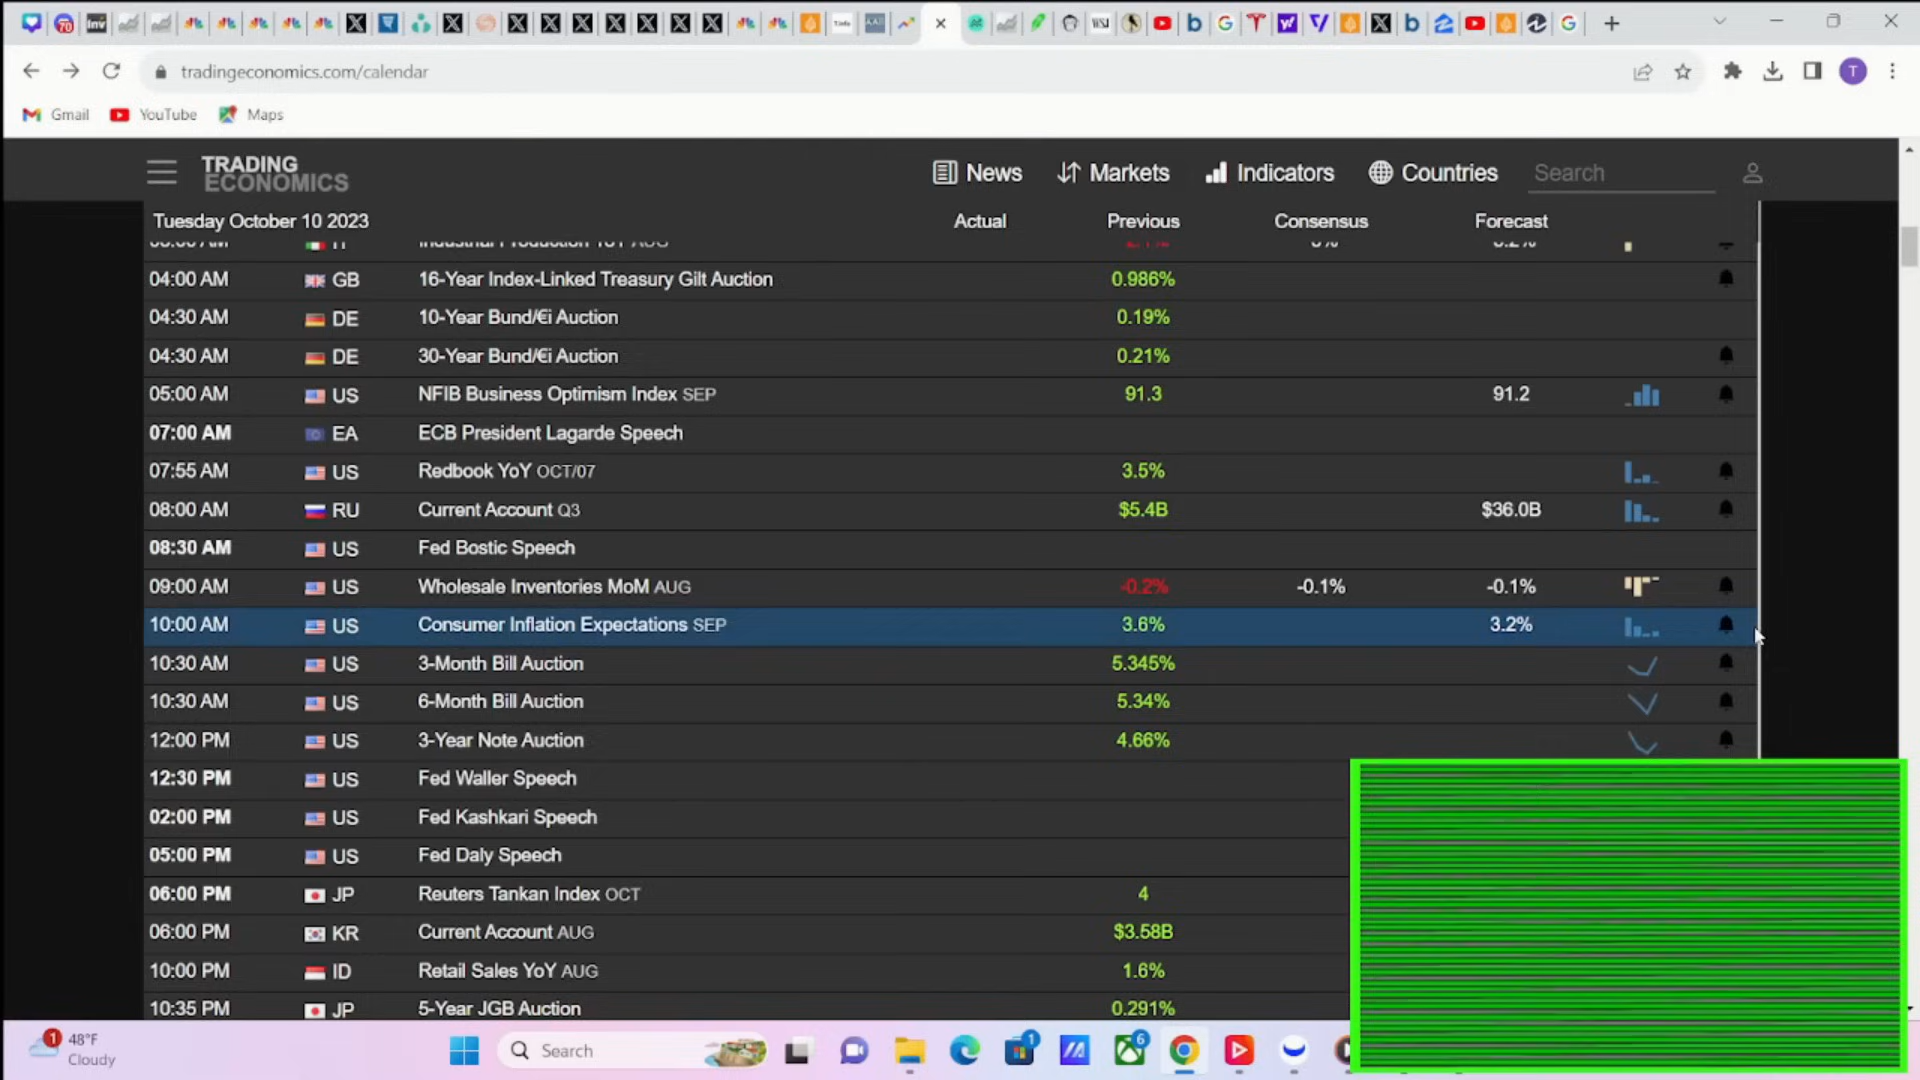 70
Inv
WSJ
tradingeconomics.com/calendar
T
Gmail
YouTube
Maps
TRADING
ECONOMICS
News
Markets
Indicators
Countries
Search
Tuesday October 10 2023 Actual Previous Consensus Forecast
04:00 AM GB 16-Year Index-Linked Treasury Gilt Auction 0.986%
04:30 AM DE 10-Year Bund/€i Auction 0.19%
04:30 AM DE 30-Year Bund/€i Auction 0.21%
05:00 AM US NFIB Business Optimism Index SEP 91.3 91.2
07:00 AM EA ECB President Lagarde Speech
07:55 AM US Redbook YoY OCT/07 3.5%
08:00 AM RU Current Account Q3 $5.4B $36.0B
08:30 AM US Fed Bostic Speech
09:00 AM US Wholesale Inventories MoM AUG -0.2% -0.1% -0.1%
10:00 AM US Consumer Inflation Expectations SEP 3.6% 3.2%
10:30 AM US 3-Month Bill Auction 5.345%
10:30 AM US 6-Month Bill Auction 5.34%
12:00 PM US 3-Year Note Auction 4.66%
12:30 PM US Fed Waller Speech
02:00 PM US Fed Kashkari Speech
05:00 PM US Fed Daly Speech
06:00 PM JP Reuters Tankan Index OCT 4
06:00 PM KR Current Account AUG $3.58B
10:00 PM ID Retail Sales YoY AUG 1.6%
10:35 PM JP 5-Year JGB Auction 0.291%
1
48°F
Cloudy
Search
1
6